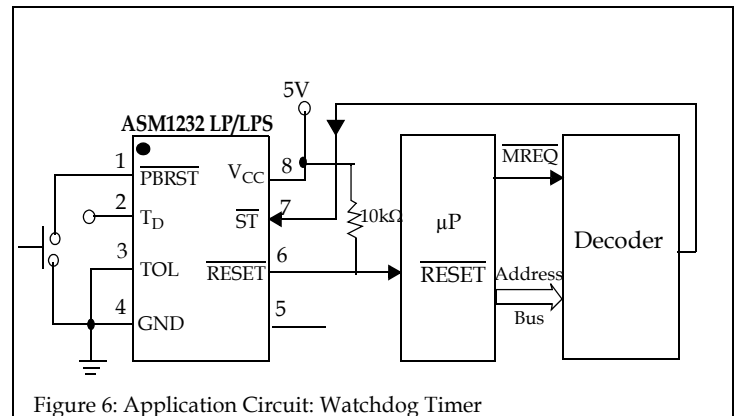 5V
ASM1232 LP/LPS
1
PBRST
VCC
8
2
TD
ST
7
10kΩ
3
TOL
RESET
6
4
GND
5
µP
RESET
MREQ
Address
Bus
Decoder
Figure 6: Application Circuit: Watchdog Timer